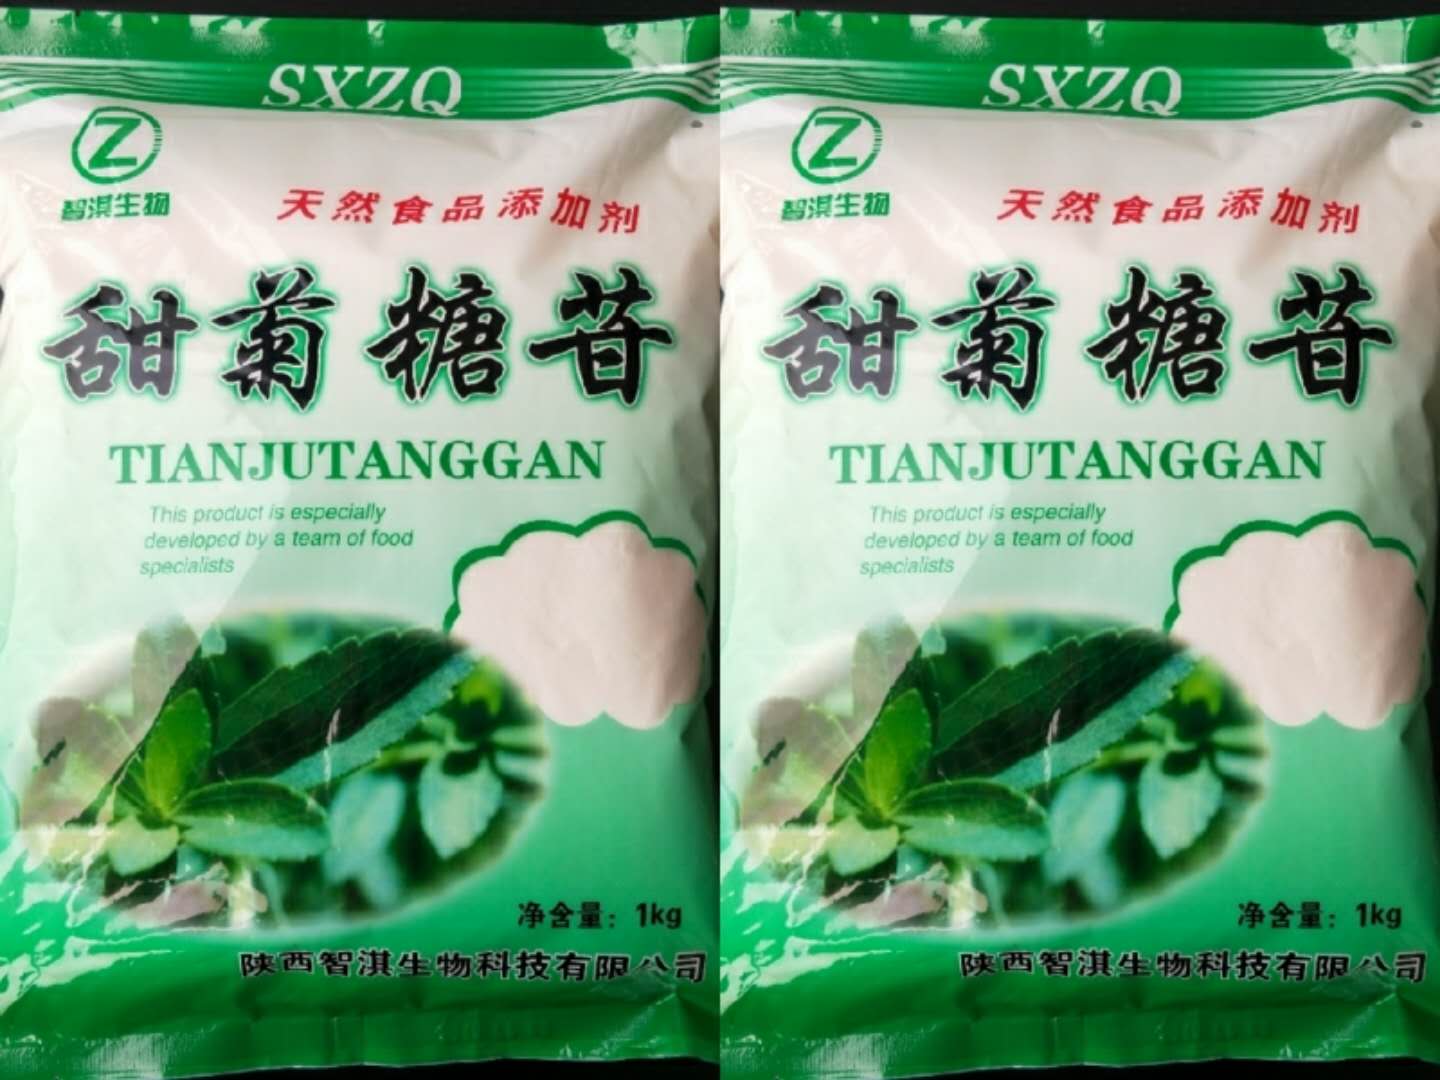 SXZQ
Z
智淇生物
天然食品添加剂
甜菊糖苷
TIANJUTANGGAN
This product is especially
developed by a team of food
specialists
净含量：1kg
陕西智淇生物科技有限公司
SXZQ
Z
智淇生物
天然食品添加剂
甜菊糖苷
TIANJUTANGGAN
This product is especially
developed by a team of food
specialists
净含量：1kg
陕西智淇生物科技有限公司